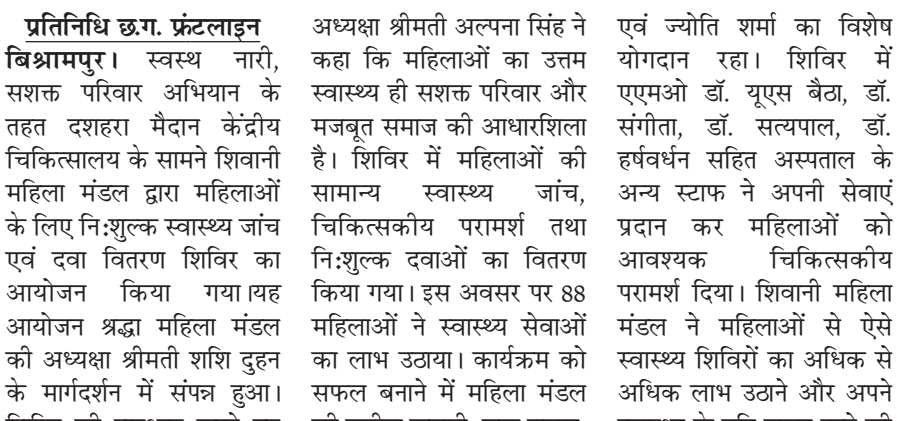 प्रतिनिधि छ.ग. फ्रंटलाइन
बिश्रामपुर। स्वस्थ नारी,
सशक्त परिवार अभियान के
तहत दशहरा मैदान केंद्रीय
चिकित्सालय के सामने शिवानी
महिला मंडल द्वारा महिलाओं
के लिए नि:शुल्क स्वास्थ्य जांच
एवं दवा वितरण शिविर का
आयोजन किया गया।यह
आयोजन श्रद्धा महिला मंडल
की अध्यक्षा श्रीमती शशि दुहन
के मार्गदर्शन में संपन्न हुआ।
अध्यक्षा श्रीमती अल्पना सिंह ने
कहा कि महिलाओं का उत्तम
स्वास्थ्य ही सशक्त परिवार और
मजबूत समाज की आधारशिला
है। शिविर में महिलाओं की
सामान्य स्वास्थ्य जांच,
चिकित्सकीय परामर्श तथा
नि:शुल्क दवाओं का वितरण
किया गया। इस अवसर पर 88
महिलाओं ने स्वास्थ्य सेवाओं
का लाभ उठाया। कार्यक्रम को
सफल बनाने में महिला मंडल
एवं ज्योति शर्मा का विशेष
योगदान रहा। शिविर में
एएमओ डॉ. यूएस बैठा, डॉ.
संगीता, डॉ. सत्यपाल, डॉ.
हर्षवर्धन सहित अस्पताल के
अन्य स्टाफ ने अपनी सेवाएं
प्रदान कर महिलाओं को
आवश्यक चिकित्सकीय
परामर्श दिया। शिवानी महिला
मंडल ने महिलाओं से ऐसे
स्वास्थ्य शिविरों का अधिक से
अधिक लाभ उठाने और अपने